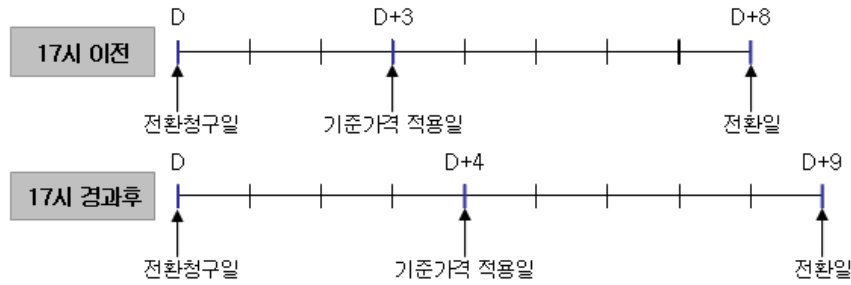 D D+3 D+8
17시 이전
전환청구일 기준가격 적용일 전환일
D D+4 D+9
17시 경과후
전환청구일 기준가격 적용일 전환일